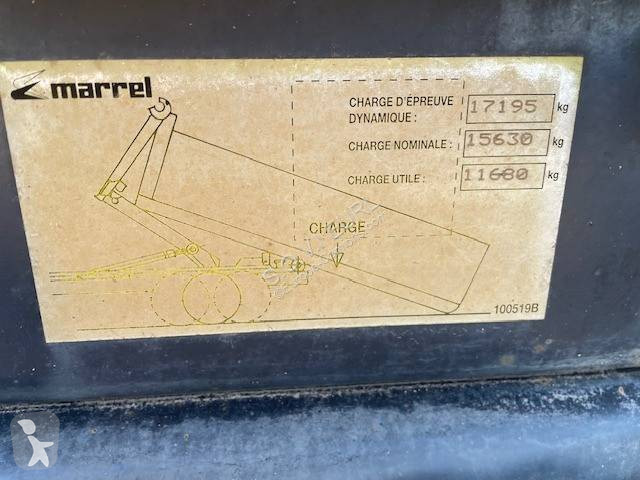 marrel
CHARGE D'ÉPREUVE
DYNAMIQUE : 17195 kg
CHARGE NOMINALE : 15630 kg
CHARGE UTILE : 11680 kg
CHARGE
100519B